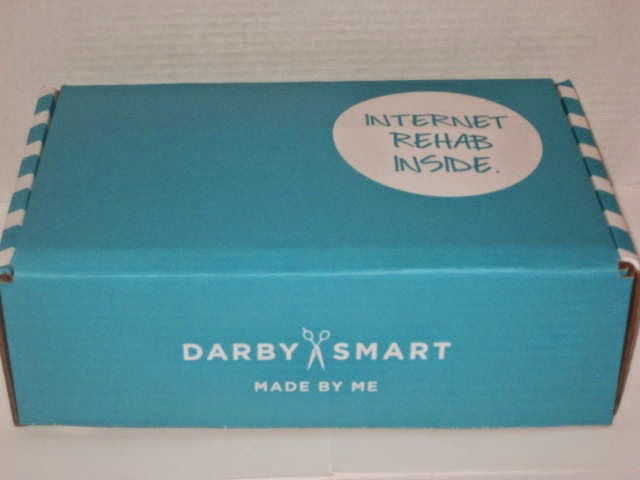 INTERNET
REHAB
INSIDE.
DARBY SMART
MADE BY ME